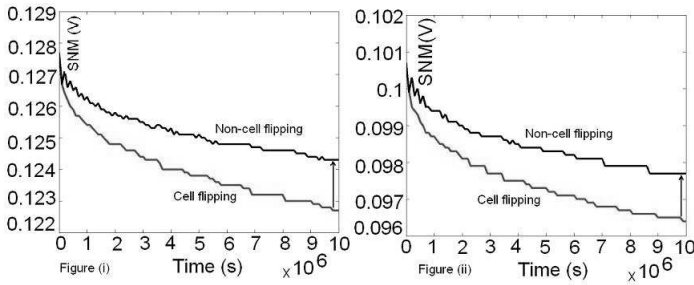 0.129
0.128
0.127
0.126
0.125
0.124
0.123
0.122
SNM (V)
Non-cell flipping
Cell flipping
0 1 2 3 4 5 6 7 8 9 10
Figure (i)
Time (s)
×10^6
0.102
0.101
0.1
0.099
0.098
0.097
0.096
SNM(V)
Non-cell flipping
Cell flipping
0 1 2 3 4 5 6 7 8 9 10
Figure (ii)
Time (s)
×10^6